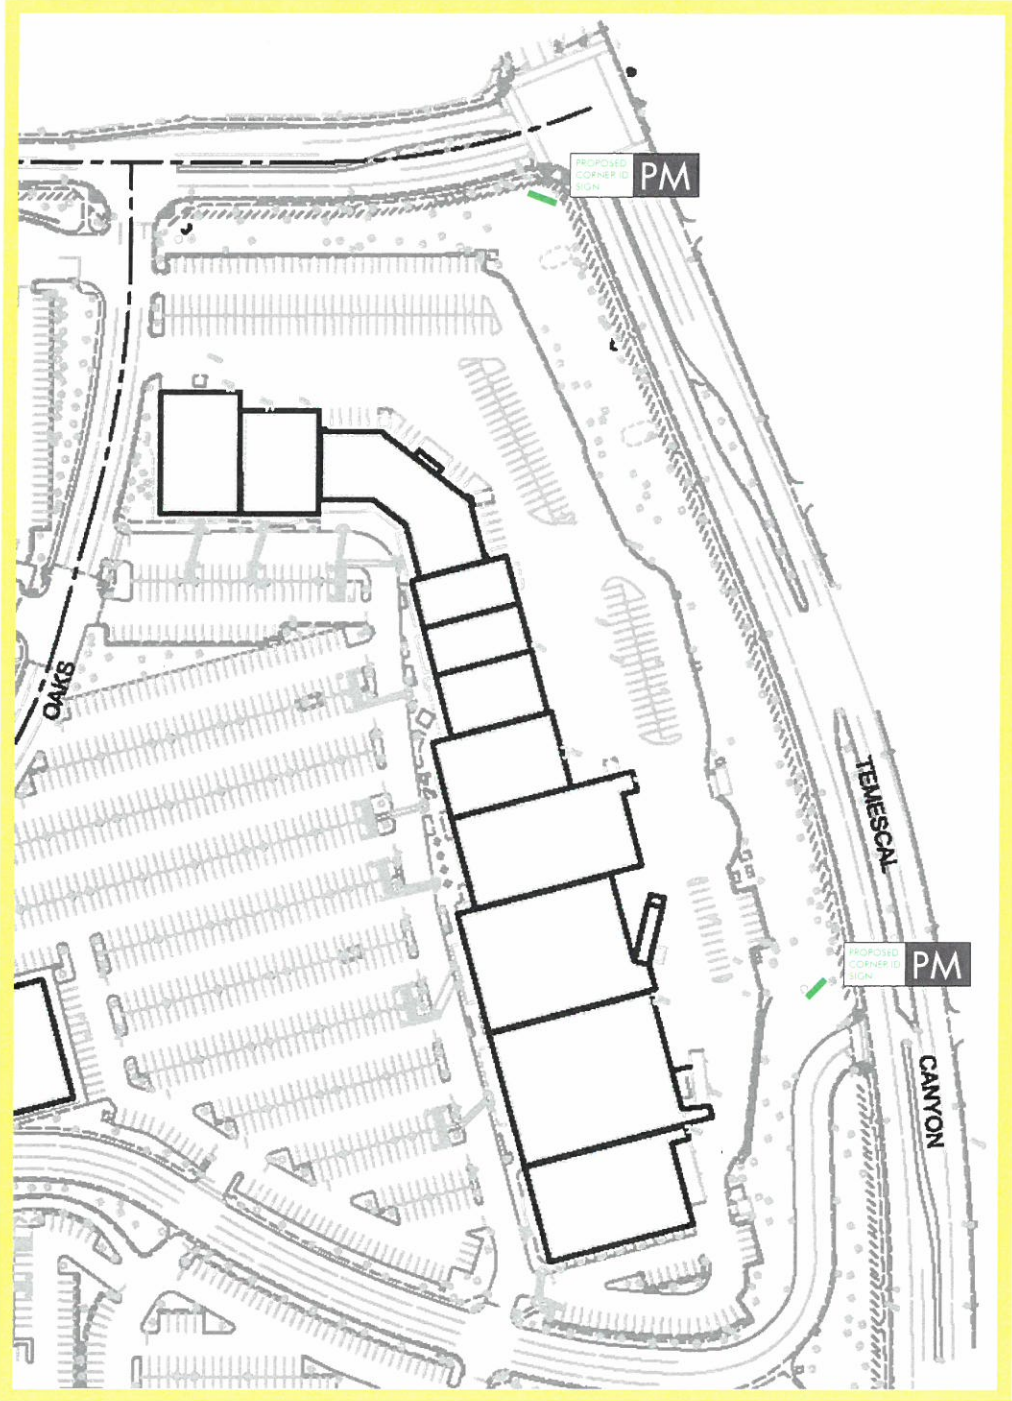 PROPOSED
CORNER ID
SIGN
PM
OAKS
TEMESCAL
PROPOSED
CORNER ID
SIGN
PM
CANYON